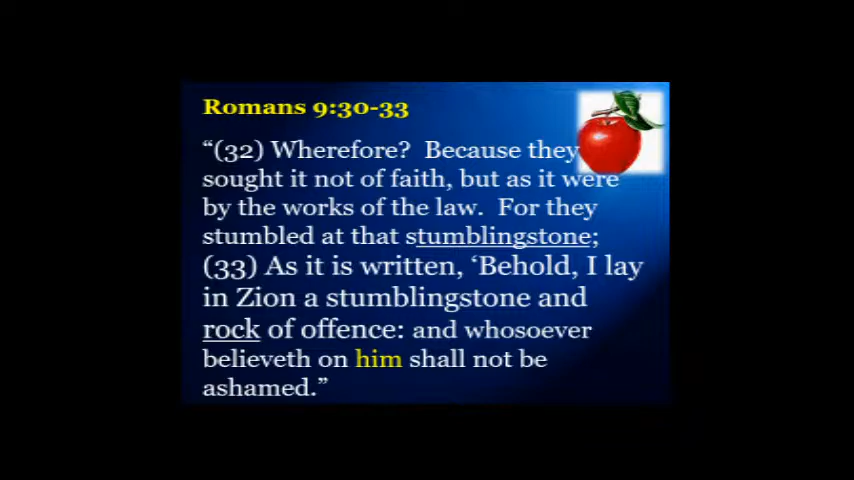 Romans 9:30-33
“(32) Wherefore? Because they
sought it not of faith, but as it were
by the works of the law. For they
stumbled at that stumblingstone;
(33) As it is written, ‘Behold, I lay
in Zion a stumblingstone and
rock of offence: and whosoever
believeth on him shall not be
ashamed.”